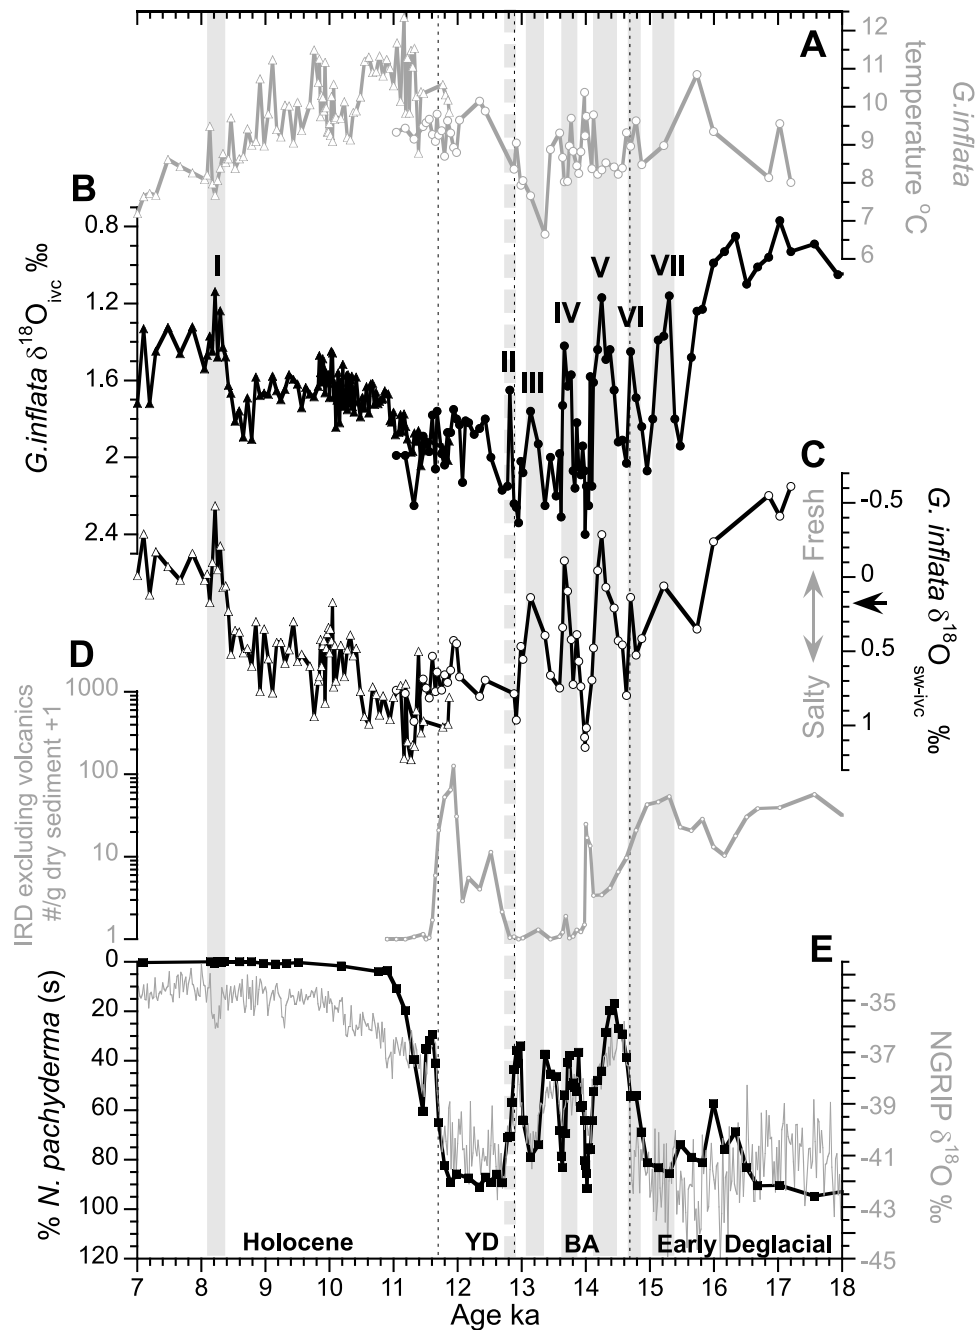 A
12
11
10
9
8
7
6
G.inflata
temperature °C
B
0.8
1.2
1.6
2
2.4
G.inflata δ18Oivc ‰
I
II
III
IV
V
VI
VII
C
-0.5
0
0.5
1
G. inflata δ18Osw-ivc ‰
Fresh
Salty
D
1000
100
10
1
IRD excluding volcanics
#/g dry sediment +1
E
0
20
40
60
80
100
120
% N. pachyderma (s)
-35
-37
-39
-41
-43
-45
NGRIP δ18O ‰
Holocene
YD
BA
Early Deglacial
7 8 9 10 11 12 13 14 15 16 17 18
Age ka